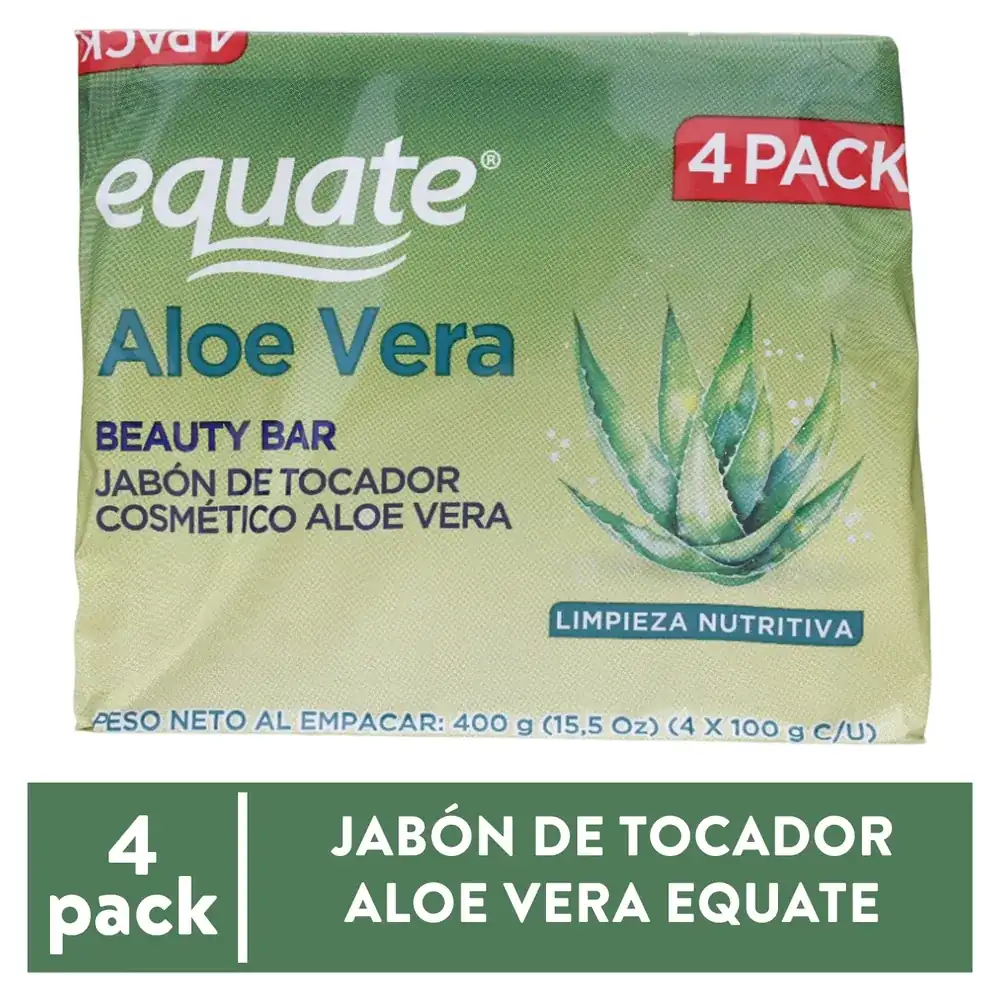 4 PACK
equate®
4 PACK
Aloe Vera
BEAUTY BAR
JABÓN DE TOCADOR
COSMÉTICO ALOE VERA
LIMPIEZA NUTRITIVA
PESO NETO AL EMPACAR: 400 g (15,5 Oz) (4 X 100 g C/U)
4
pack
JABÓN DE TOCADOR
ALOE VERA EQUATE